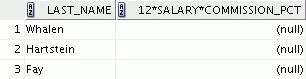 LAST_NAME 12*SALARY*COMMISSION_PCT
1 Whalen (null)
2 Hartstein (null)
3 Fay (null)